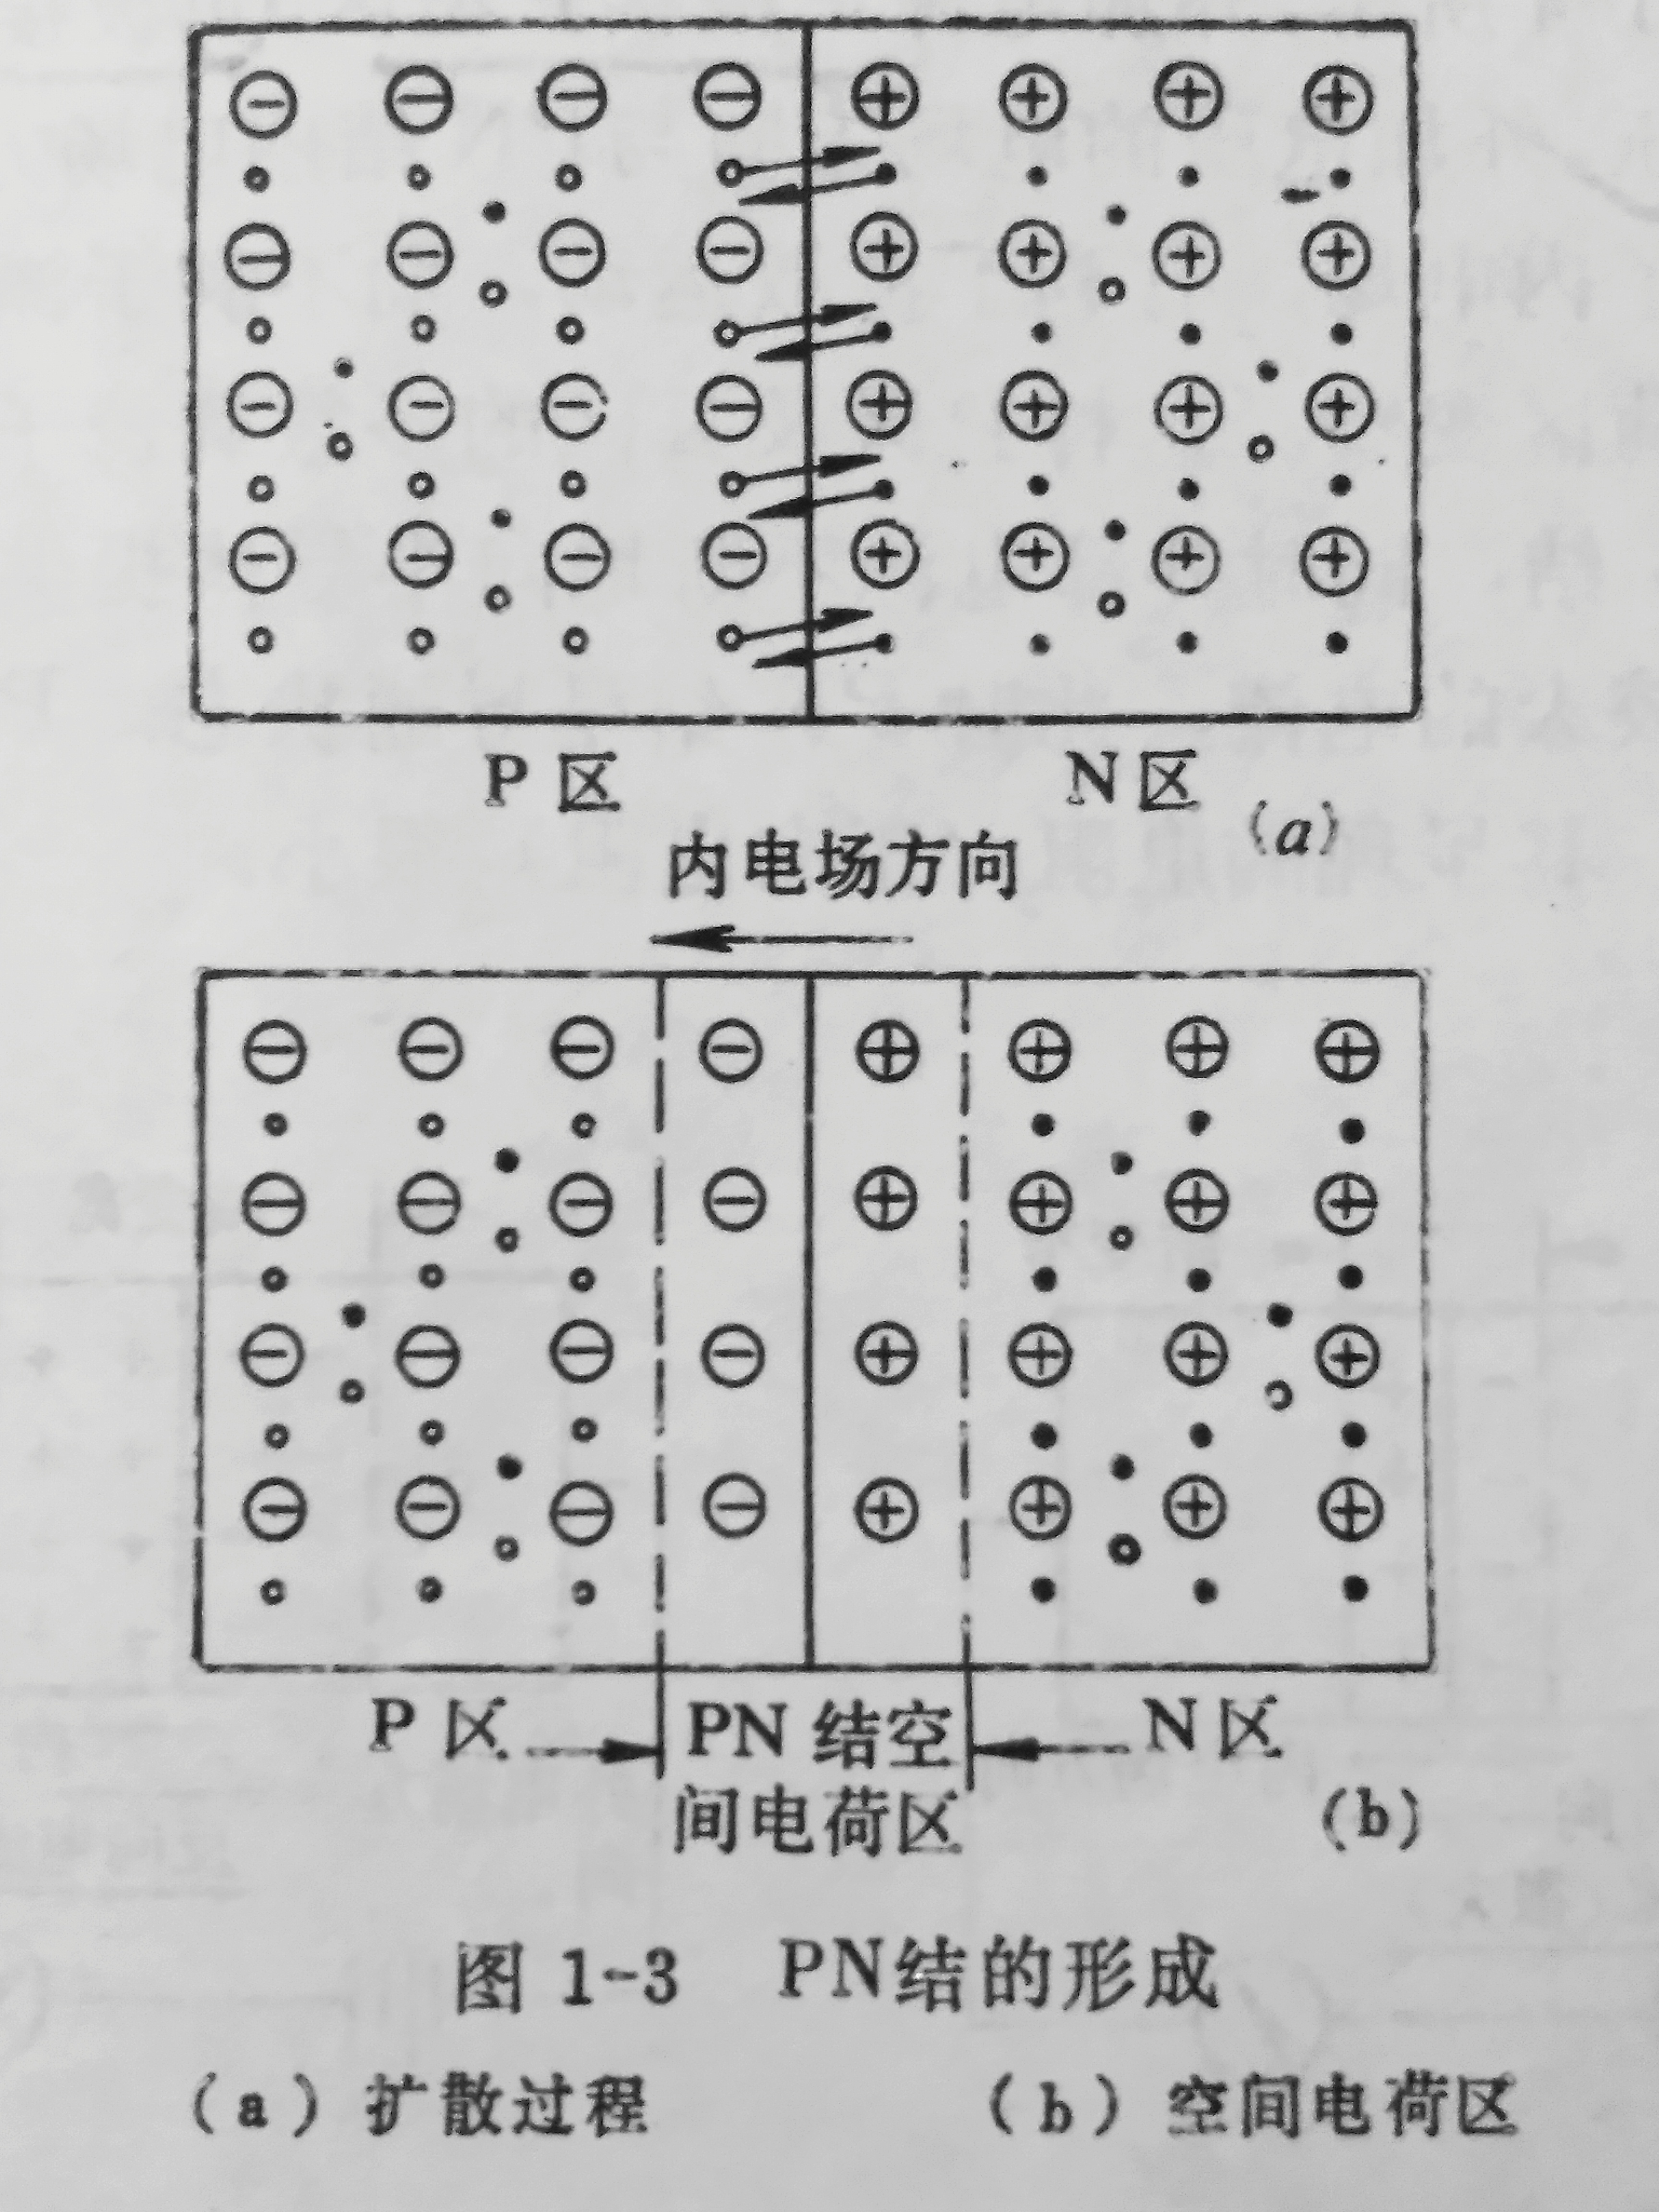 P 区 N 区
(a)
内电场方向
P 区 PN 结空 N 区
间电荷区
(b)
图 1-3 PN结的形成
(a)扩散过程 (b)空间电荷区